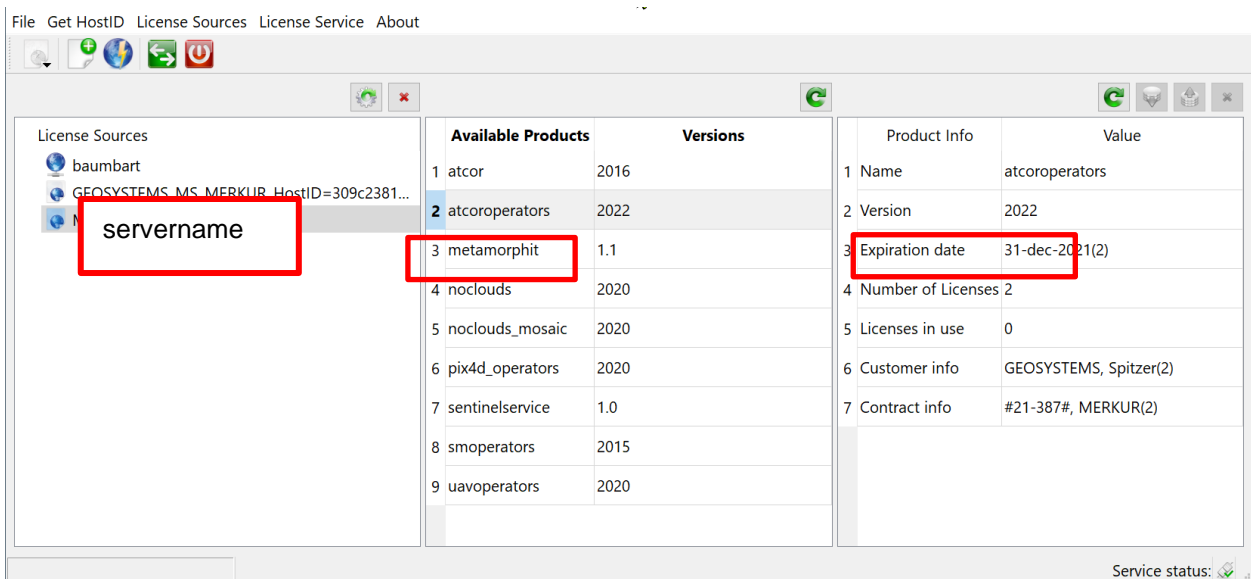 File Get HostID License Sources License Service About
License Sources
baumbart
GEOSYSTEMS_MS_MERKUR_HostID=309c2381...
servername
Available Products Versions
1 atcor 2016
2 atcoroperators 2022
3 metamorphit 1.1
4 noclouds 2020
5 noclouds_mosaic 2020
6 pix4d_operators 2020
7 sentinelservice 1.0
8 smoperators 2015
9 uavoperators 2020
Product Info Value
1 Name atcoroperators
2 Version 2022
3 Expiration date 31-dec-2021(2)
4 Number of Licenses 2
5 Licenses in use 0
6 Customer info GEOSYSTEMS, Spitzer(2)
7 Contract info #21-387#, MERKUR(2)
Service status: